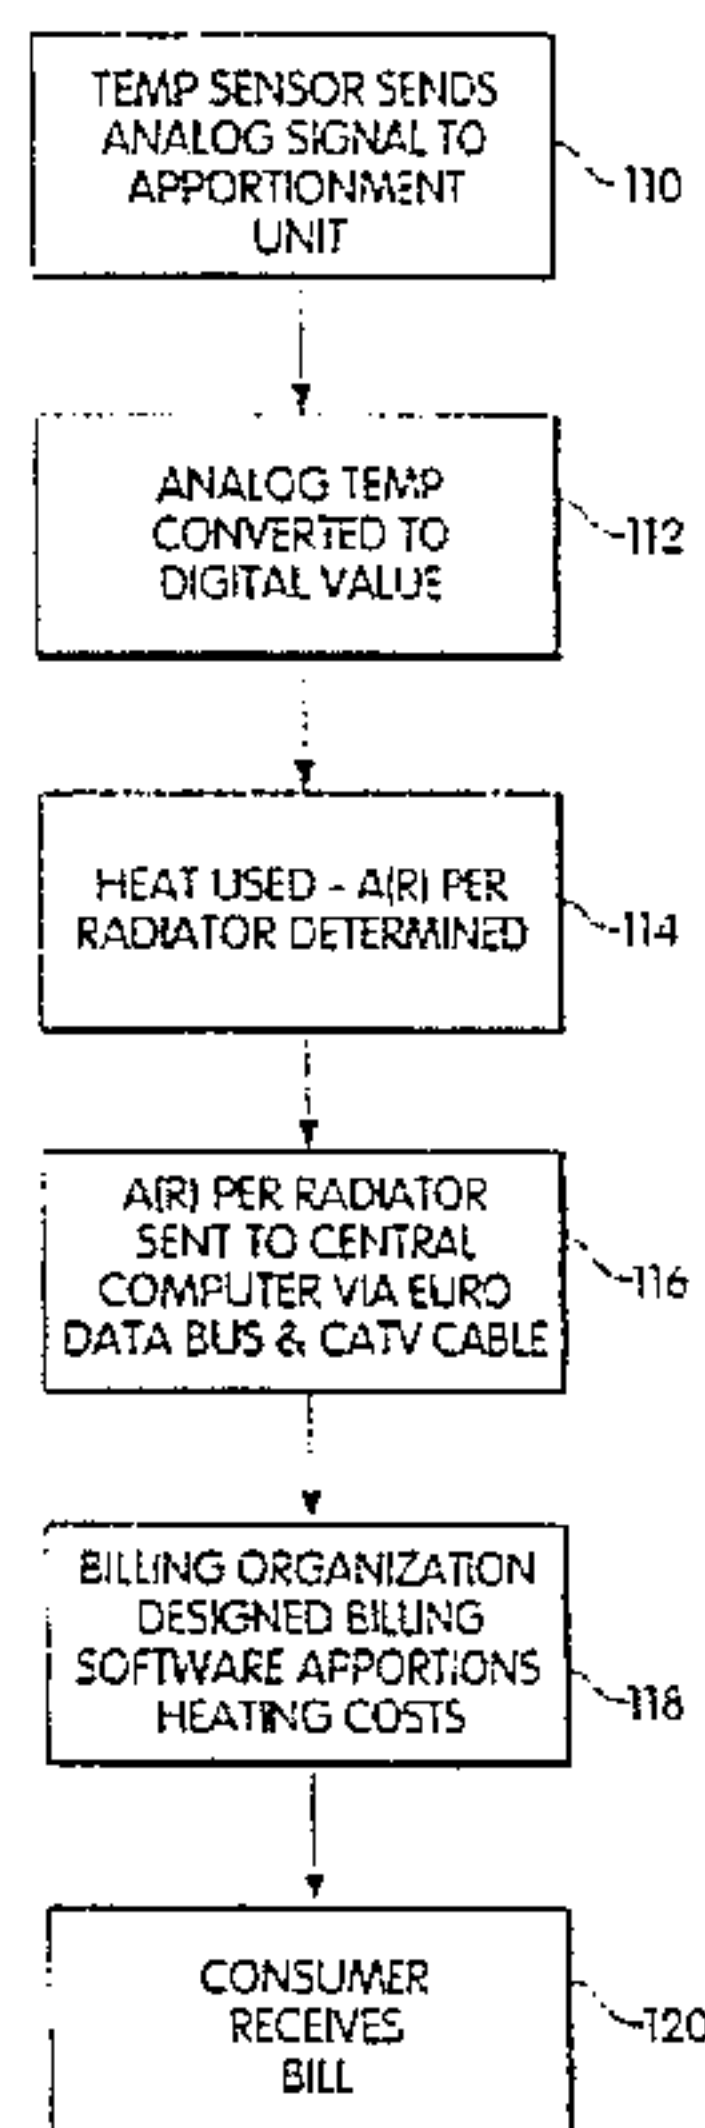 TEMP SENSOR SENDS
ANALOG SIGNAL TO
APPORTIONMENT
UNIT
110
ANALOG TEMP
CONVERTED TO
DIGITAL VALUE
112
HEAT USED - A(R) PER
RADIATOR DETERMINED
114
A(R) PER RADIATOR
SENT TO CENTRAL
COMPUTER VIA EURO
DATA BUS & CATV CABLE
116
BILLING ORGANIZATION
DESIGNED BILLING
SOFTWARE APPORTIONS
HEATING COSTS
118
CONSUMER
RECEIVES
BILL
120